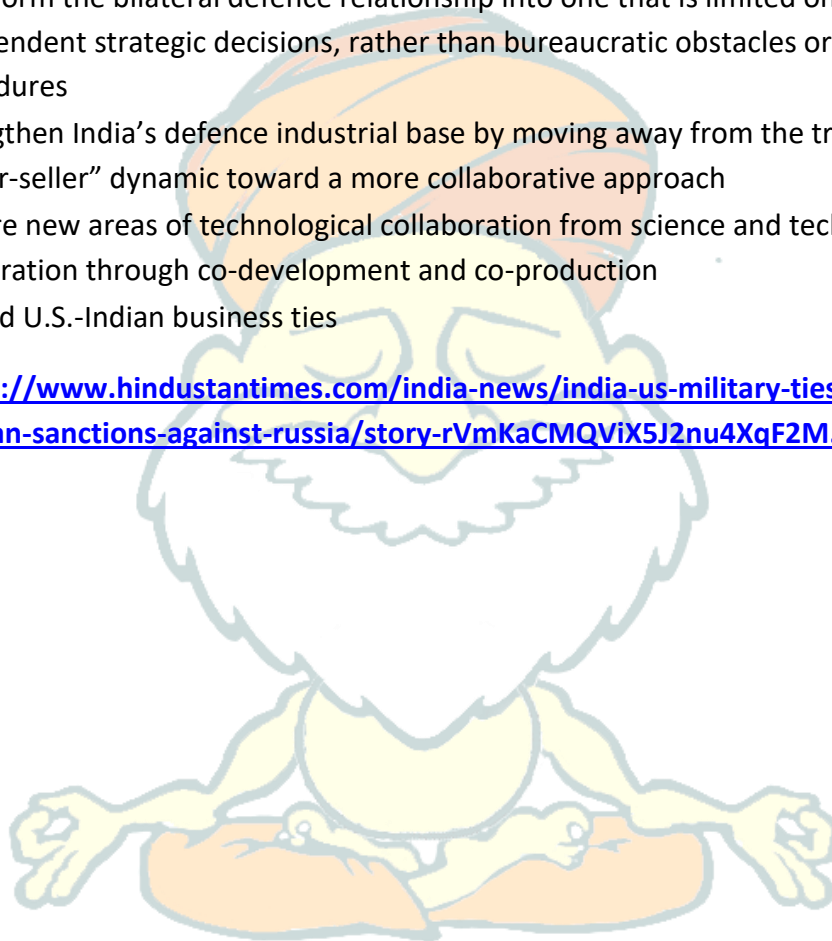 orm the bilateral defence relationship into one that is limited on
endent strategic decisions, rather than bureaucratic obstacles or
dures
gthen India’s defence industrial base by moving away from the tr
r-seller” dynamic toward a more collaborative approach
re new areas of technological collaboration from science and tech
ration through co-development and co-production
d U.S.-Indian business ties
://www.hindustantimes.com/india-news/india-us-military-ties
an-sanctions-against-russia/story-rVmKaCMQViX5J2nu4XqF2M.